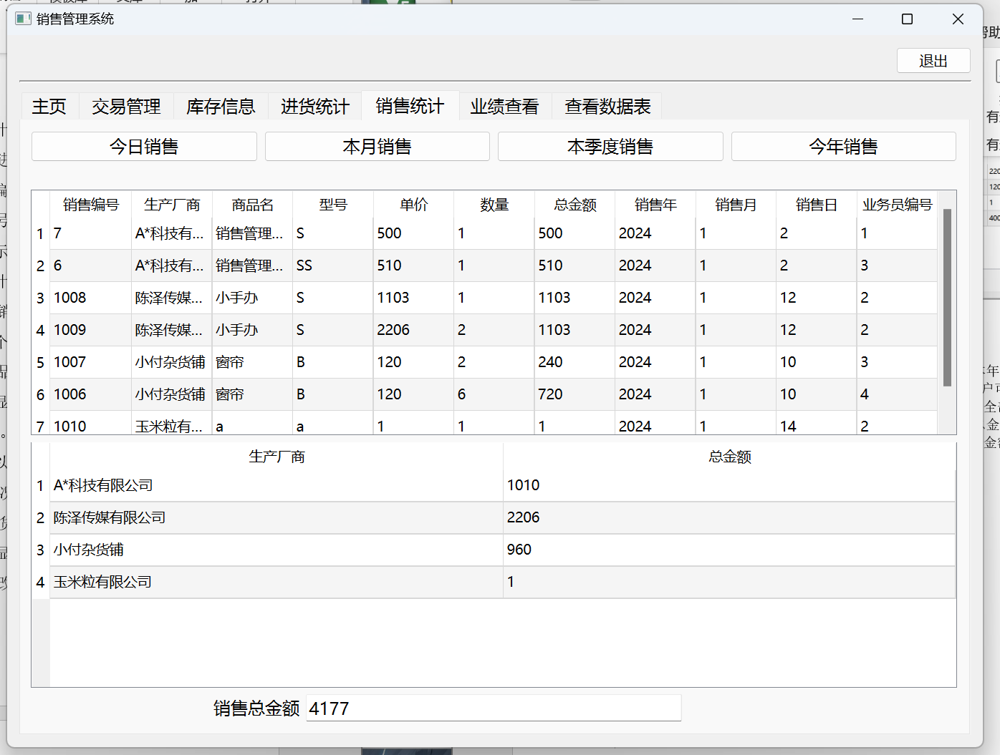 销售管理系统
退出
主页 交易管理 库存信息 进货统计 销售统计 业绩查看 查看数据表
今日销售 本月销售 本季度销售 今年销售
销售编号 生产厂商 商品名 型号 单价 数量 总金额 销售年 销售月 销售日 业务员编号
1 7 A*科技有... 销售管理... S 500 1 500 2024 1 2 1
2 6 A*科技有... 销售管理... SS 510 1 510 2024 1 2 3
3 1008 陈泽传媒... 小手办 S 1103 1 1103 2024 1 12 2
4 1009 陈泽传媒... 小手办 S 2206 2 1103 2024 1 12 2
5 1007 小付杂货铺 窗帘 B 120 2 240 2024 1 10 3
6 1006 小付杂货铺 窗帘 B 120 6 720 2024 1 10 4
7 1010 玉米粒有... a a 1 1 1 2024 1 14 2
生产厂商 总金额
1 A*科技有限公司 1010
2 陈泽传媒有限公司 2206
3 小付杂货铺 960
4 玉米粒有限公司 1
销售总金额 4177